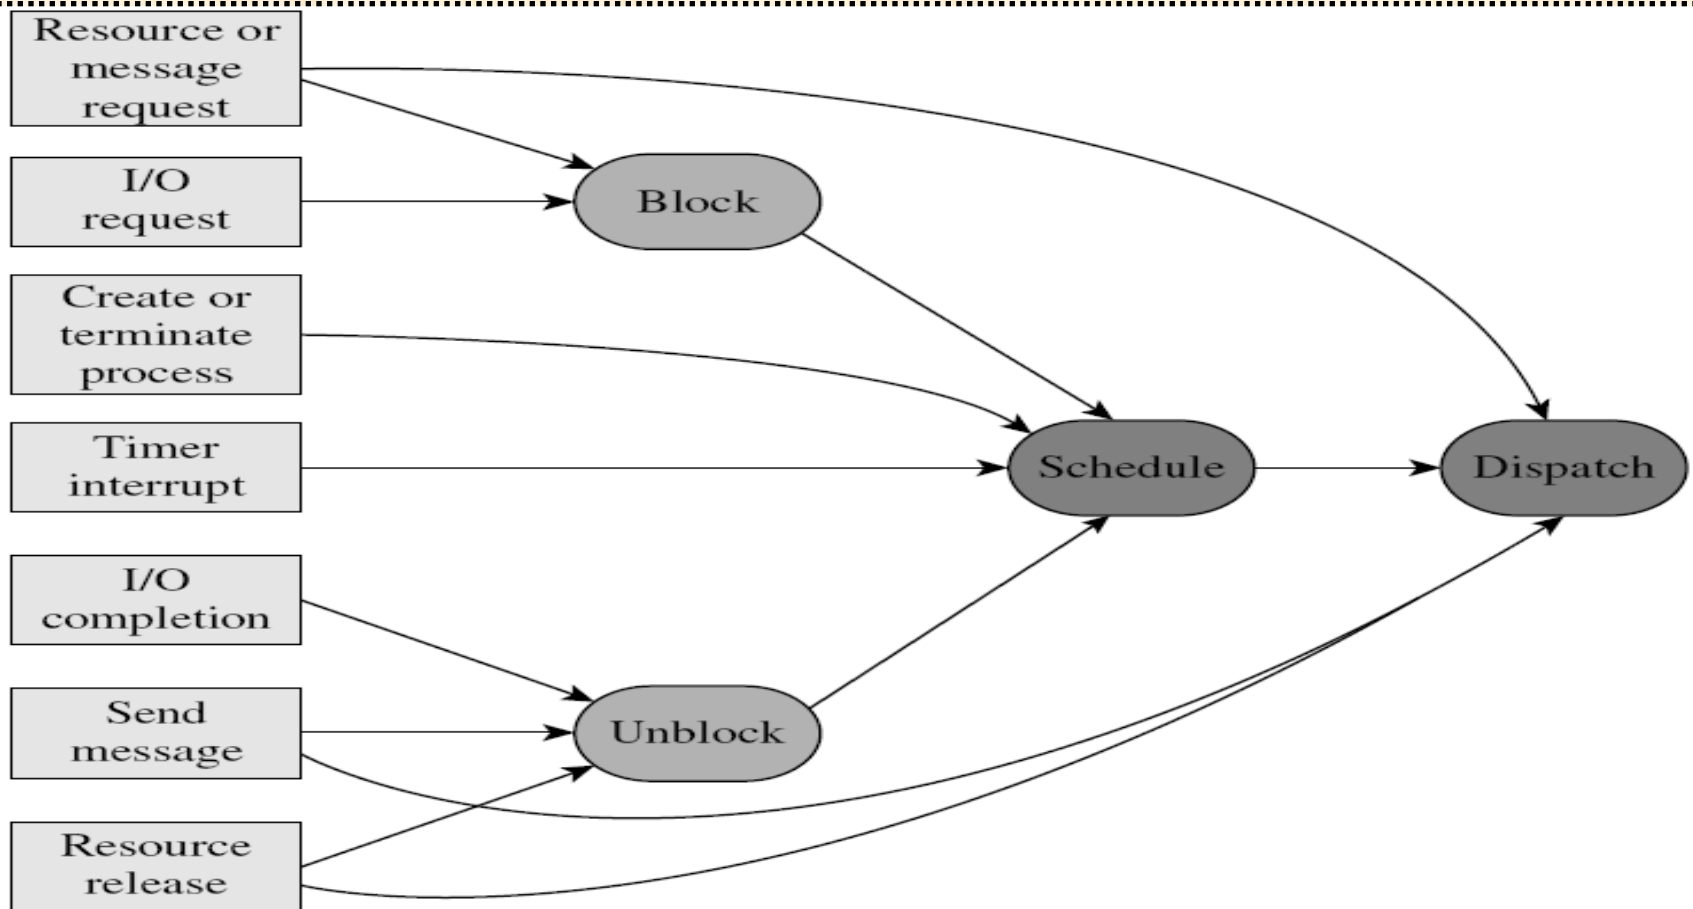 Resource or
message
request
I/O
request
Block
Create or
terminate
process
Timer
interrupt
Schedule
Dispatch
I/O
completion
Send
message
Unblock
Resource
release